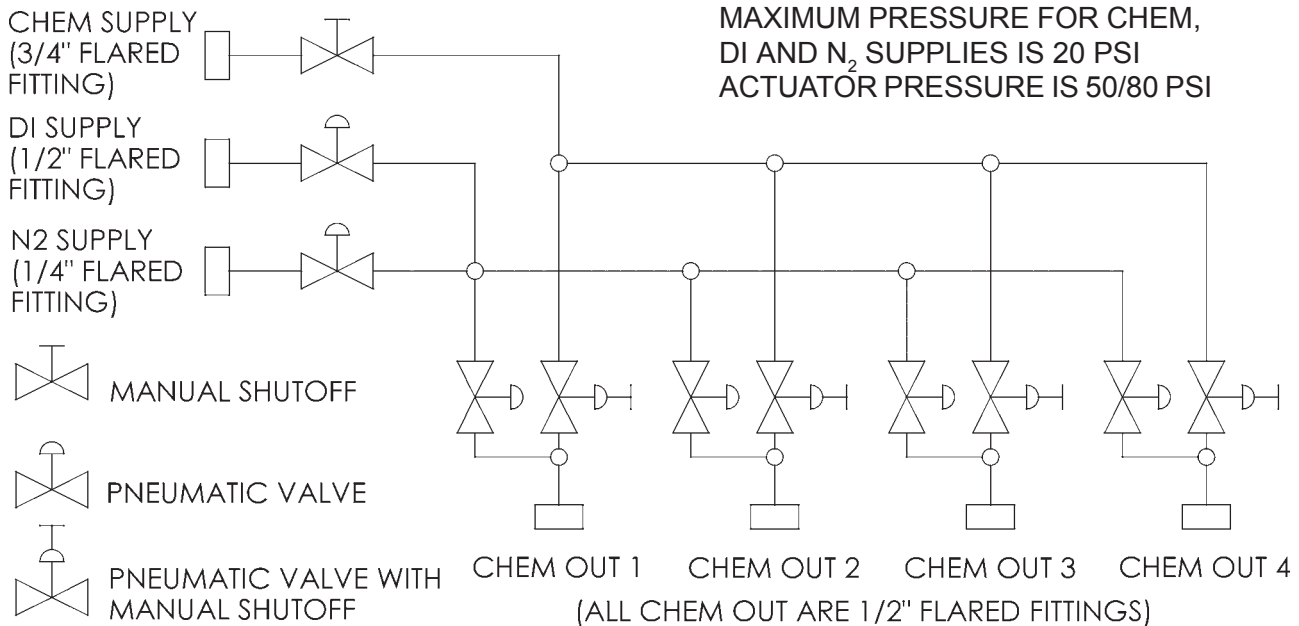 CHEM SUPPLY
(3/4" FLARED
FITTING)
MAXIMUM PRESSURE FOR CHEM,
DI AND N₂ SUPPLIES IS 20 PSI
ACTUATOR PRESSURE IS 50/80 PSI
DI SUPPLY
(1/2" FLARED
FITTING)
N2 SUPPLY
(1/4" FLARED
FITTING)
MANUAL SHUTOFF
PNEUMATIC VALVE
PNEUMATIC VALVE WITH
MANUAL SHUTOFF
CHEM OUT 1
CHEM OUT 2
CHEM OUT 3
CHEM OUT 4
(ALL CHEM OUT ARE 1/2" FLARED FITTINGS)